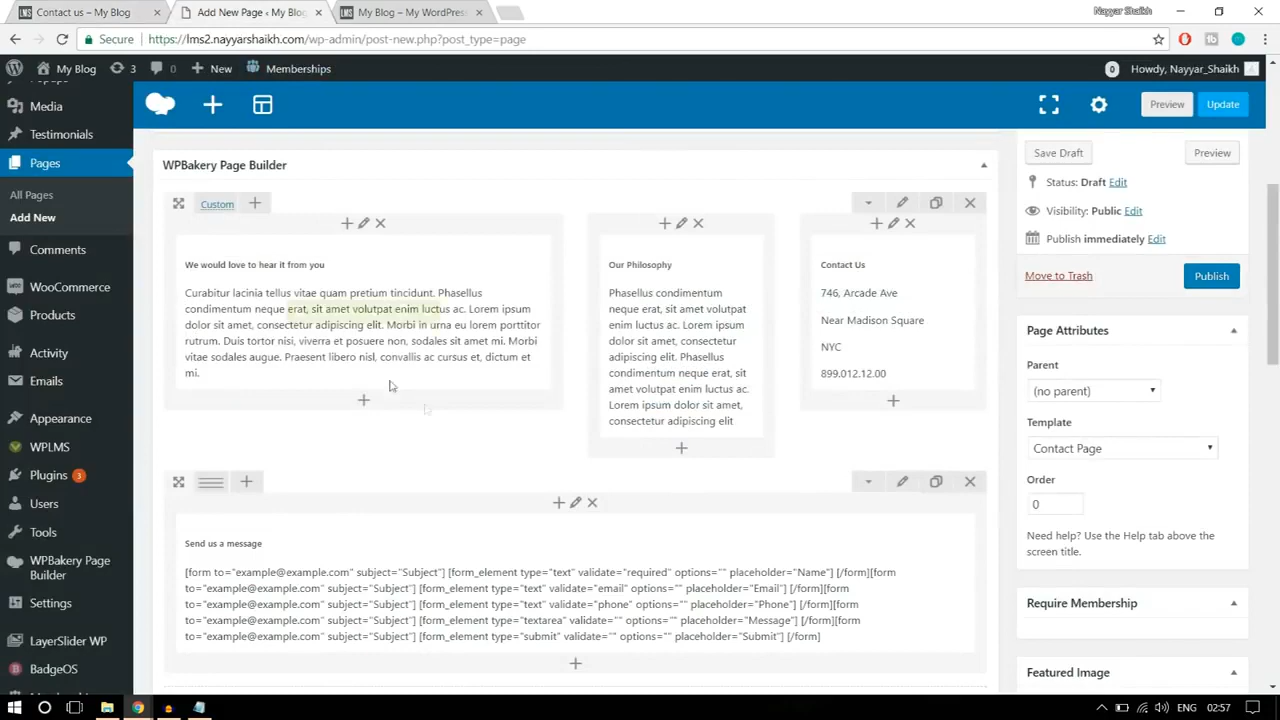 Contact us – My Blog
Add New Page ‹ My Blog
My Blog – My WordPress
Nayyar Shaikh
Secure
https://lms2.nayyarshaikh.com/wp-admin/post-new.php?post_type=page
My Blog
3
0
New
Memberships
0
Howdy, Nayyar_Shaikh
Media
Testimonials
Pages
All Pages
Add New
Comments
WooCommerce
Products
Activity
Emails
Appearance
WPLMS
Plugins 3
Users
Tools
WPBakery Page
Builder
Settings
LayerSlider WP
BadgeOS
Preview
Update
WPBakery Page Builder
Custom
We would love to hear it from you
Curabitur lacinia tellus vitae quam pretium tincidunt. Phasellus
condimentum neque erat, sit amet volutpat enim luctus ac. Lorem ipsum
dolor sit amet, consectetur adipiscing elit. Morbi in urna eu lorem porttitor
rutrum. Duis tortor nisi, viverra et posuere non, sodales sit amet mi. Morbi
vitae sodales augue. Praesent libero nisl, convallis ac cursus et, dictum et
mi.
Our Philosophy
Phasellus condimentum
neque erat, sit amet
volutpat enim luctus ac.
Lorem ipsum dolor sit
amet, consectetur
adipiscing elit. Phasellus
condimentum neque erat, sit
amet volutpat enim luctus ac.
Lorem ipsum dolor sit amet,
consectetur adipiscing elit
Contact Us
746, Arcade Ave
Near Madison Square
NYC
899.012.12.00
Send us a message
[form to="example@example.com" subject="Subject"] [form_element type="text" validate="required" options="" placeholder="Name"] [/form][form
to="example@example.com" subject="Subject"] [form_element type="text" validate="email" options="" placeholder="Email"] [/form][form
to="example@example.com" subject="Subject"] [form_element type="text" validate="phone" options="" placeholder="Phone"] [/form][form
to="example@example.com" subject="Subject"] [form_element type="textarea" validate="" options="" placeholder="Message"] [/form][form
to="example@example.com" subject="Subject"] [form_element type="submit" validate="" options="" placeholder="Submit"] [/form]
Save Draft
Preview
Status: Draft Edit
Visibility: Public Edit
Publish immediately Edit
Move to Trash
Publish
Page Attributes
Parent
(no parent)
Template
Contact Page
Order
0
Need help? Use the Help tab above the
screen title.
Require Membership
Featured Image
ENG
02:57